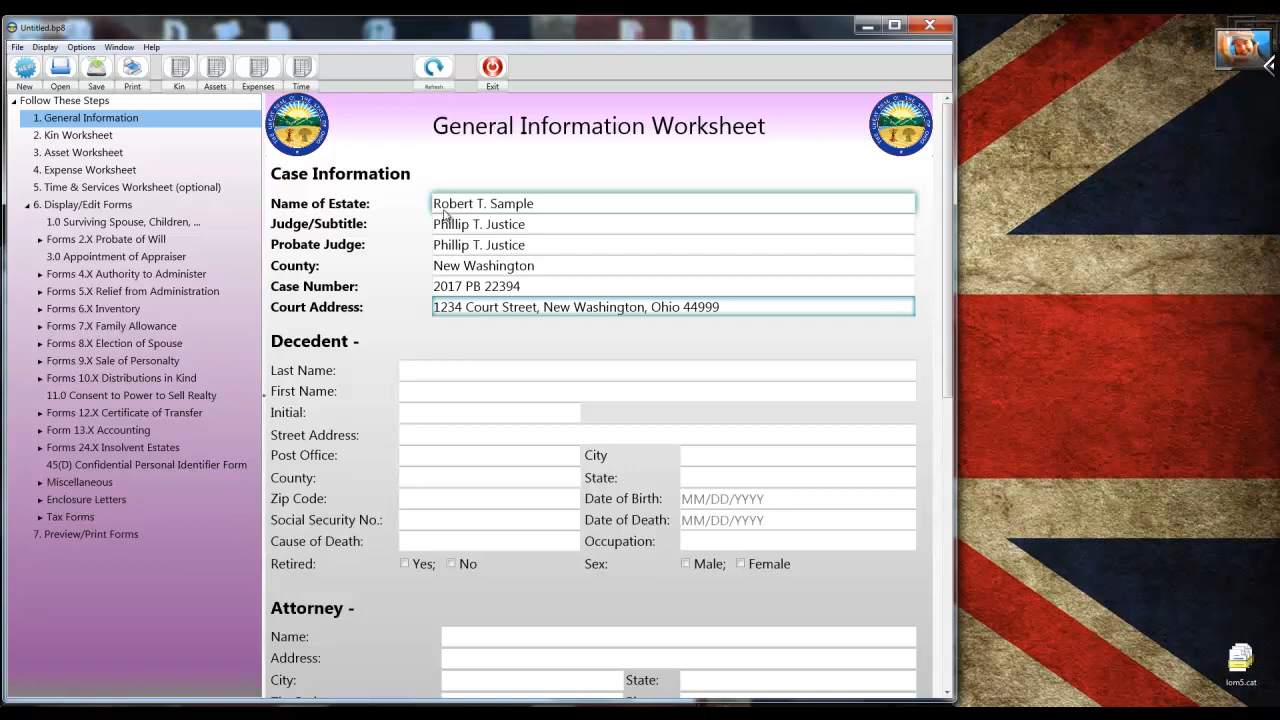 Untitled.bp8
File Display Options Window Help
New Open Save Print Kin Assets Expenses Time Refresh Exit
Follow These Steps
1. General Information
2. Kin Worksheet
3. Asset Worksheet
4. Expense Worksheet
5. Time & Services Worksheet (optional)
6. Display/Edit Forms
1.0 Surviving Spouse, Children, ...
Forms 2.X Probate of Will
3.0 Appointment of Appraiser
Forms 4.X Authority to Administer
Forms 5.X Relief from Administration
Forms 6.X Inventory
Forms 7.X Family Allowance
Forms 8.X Election of Spouse
Forms 9.X Sale of Personalty
Forms 10.X Distributions in Kind
11.0 Consent to Power to Sell Realty
Forms 12.X Certificate of Transfer
Form 13.X Accounting
Forms 24.X Insolvent Estates
45(D) Confidential Personal Identifier Form
Miscellaneous
Enclosure Letters
Tax Forms
7. Preview/Print Forms
General Information Worksheet
Case Information
Name of Estate: Robert T. Sample
Judge/Subtitle: Phillip T. Justice
Probate Judge: Phillip T. Justice
County: New Washington
Case Number: 2017 PB 22394
Court Address: 1234 Court Street, New Washington, Ohio 44999
Decedent -
Last Name:
First Name:
Initial:
Street Address:
Post Office: City
County: State:
Zip Code: Date of Birth: MM/DD/YYYY
Social Security No.: Date of Death: MM/DD/YYYY
Cause of Death: Occupation:
Retired: Yes; No Sex: Male; Female
Attorney -
Name:
Address:
City: State:
lom5.cat